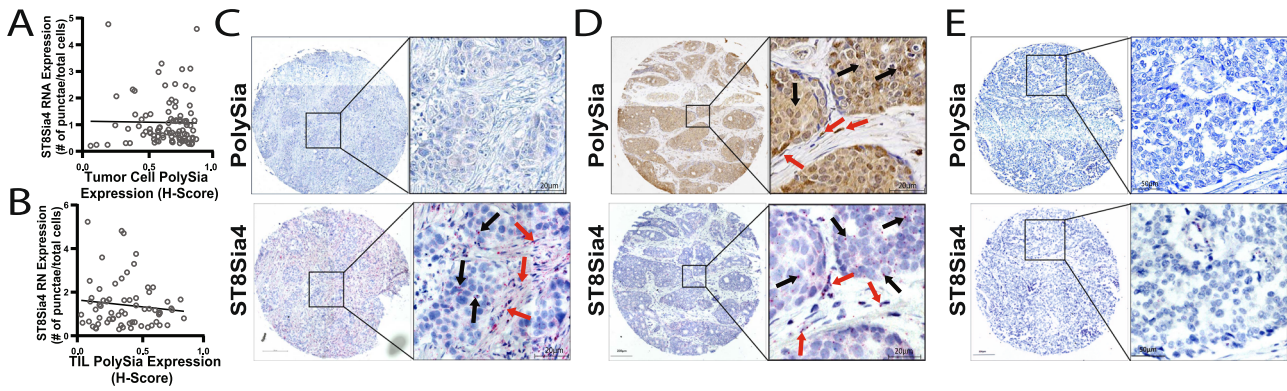 A
ST8Sia4 RNA Expression
(# of punctae/total cells)
5
4
3
2
1
0
0.0
0.5
1.0
Tumor Cell PolySia
Expression (H-Score)
B
ST8Sia4 RN Expression
(# of punctae/total cells)
6
4
2
0
0.0
0.5
1.0
TIL PolySia Expression
(H-Score)
C
PolySia
20µm
ST8Sia4
20µm
D
PolySia
20µm
ST8Sia4
20µm
E
PolySia
50µm
ST8Sia4
50µm